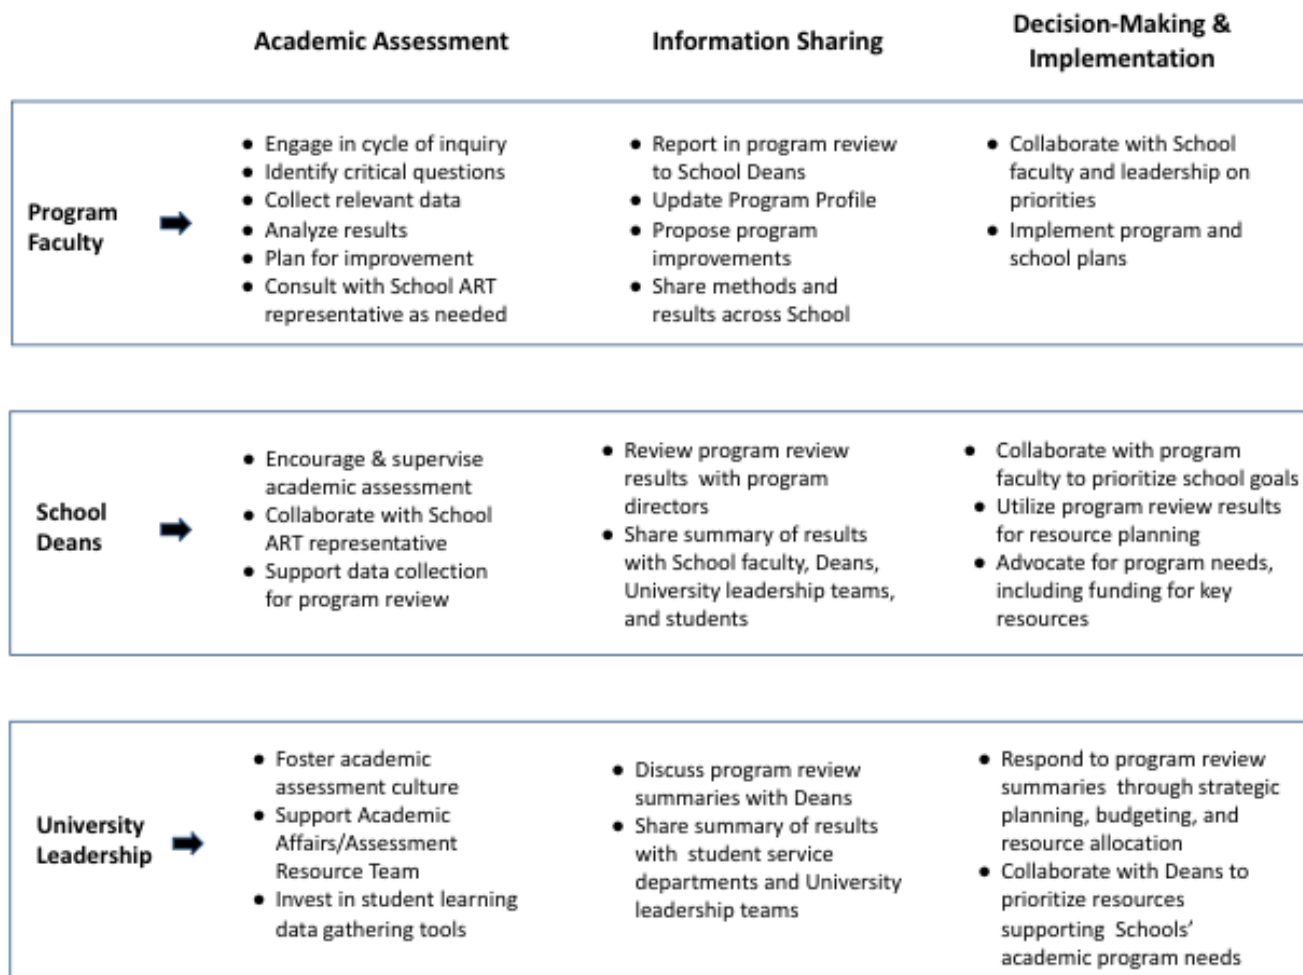 Academic Assessment
Information Sharing
Decision-Making &
Implementation
Program
Faculty
● Engage in cycle of inquiry
● Identify critical questions
● Collect relevant data
● Analyze results
● Plan for improvement
● Consult with School ART
representative as needed
● Report in program review
to School Deans
● Update Program Profile
● Propose program
improvements
● Share methods and
results across School
● Collaborate with School
faculty and leadership on
priorities
● Implement program and
school plans
School
Deans
● Encourage & supervise
academic assessment
● Collaborate with School
ART representative
● Support data collection
for program review
● Review program review
results with program
directors
● Share summary of results
with School faculty, Deans,
University leadership teams,
and students
● Collaborate with program
faculty to prioritize school goals
● Utilize program review results
for resource planning
● Advocate for program needs,
including funding for key
resources
University
Leadership
● Foster academic
assessment culture
● Support Academic
Affairs/Assessment
Resource Team
● Invest in student learning
data gathering tools
● Discuss program review
summaries with Deans
● Share summary of results
with student service
departments and University
leadership teams
● Respond to program review
summaries through strategic
planning, budgeting, and
resource allocation
● Collaborate with Deans to
prioritize resources
supporting Schools’
academic program needs